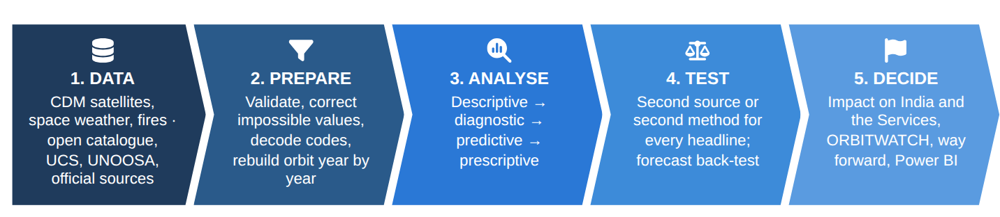 1. DATA
CDM satellites,
space weather, fires ·
open catalogue,
UCS, UNOOSA,
official sources
2. PREPARE
Validate, correct
impossible values,
decode codes,
rebuild orbit year by
year
3. ANALYSE
Descriptive →
diagnostic →
predictive →
prescriptive
4. TEST
Second source or
second method for
every headline;
forecast back-test
5. DECIDE
Impact on India and
the Services,
ORBITWATCH, way
forward, Power BI